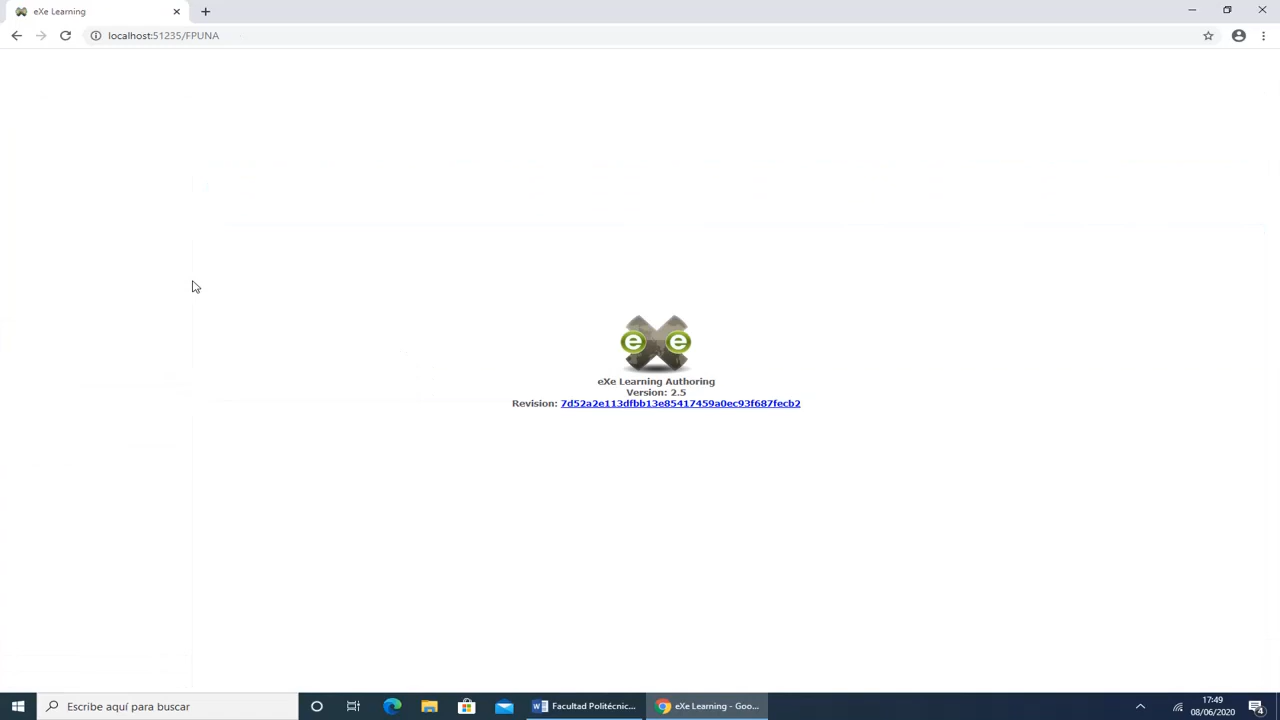 eXe Learning
localhost:51235/FPUNA
e e
eXe Learning Authoring
Version: 2.5
Revision: 7d52a2e113dfbb13e85417459a0ec93f687fecb2
Escribe aquí para buscar
Facultad Politécnic...
eXe Learning - Goo...
17:49
08/06/2020
4